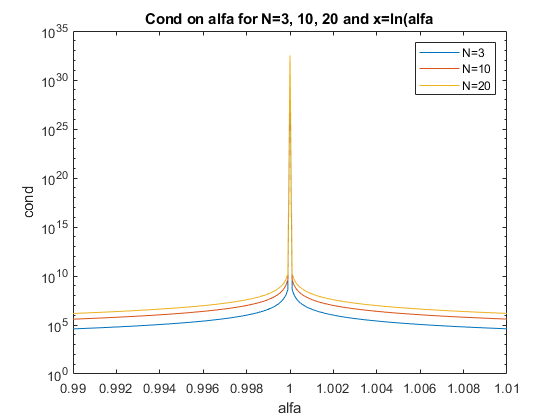 Cond on alfa for N=3, 10, 20 and x=ln(alfa
10^35
10^30
10^25
10^20
10^15
10^10
10^5
10^0
cond
N=3
N=10
N=20
0.99 0.992 0.994 0.996 0.998 1 1.002 1.004 1.006 1.008 1.01
alfa